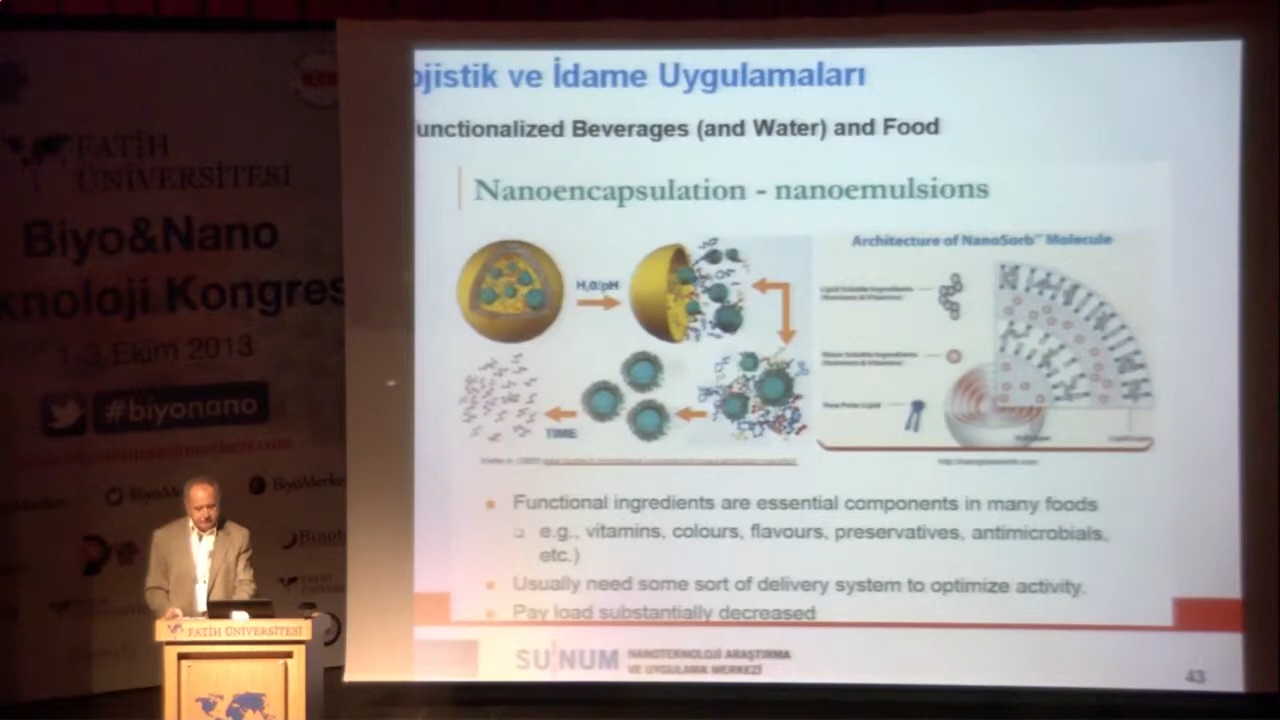 FATİH
ÜNİVERSİTESİ
Biyo&Nano
knoloji Kongres
1-3 Ekim 2013
#biyonano
BiyoMe
BiyoMerke
FATİH ÜNİVERSİTESİ
ojistik ve İdame Uygulamaları
unctionalized Beverages (and Water) and Food
Nanoencapsulation - nanoemulsions
H₂O/pH
TIME
Architecture of NanoSorb™ Molecule
Functional ingredients are essential components in many foods
e.g., vitamins, colours, flavours, preservatives, antimicrobials,
etc.)
Usually need some sort of delivery system to optimize activity.
Pay load substantially decreased
SUNUM NANOTEKNOLOJİ ARAŞTIRMA
VE UYGULAMA MERKEZİ
43